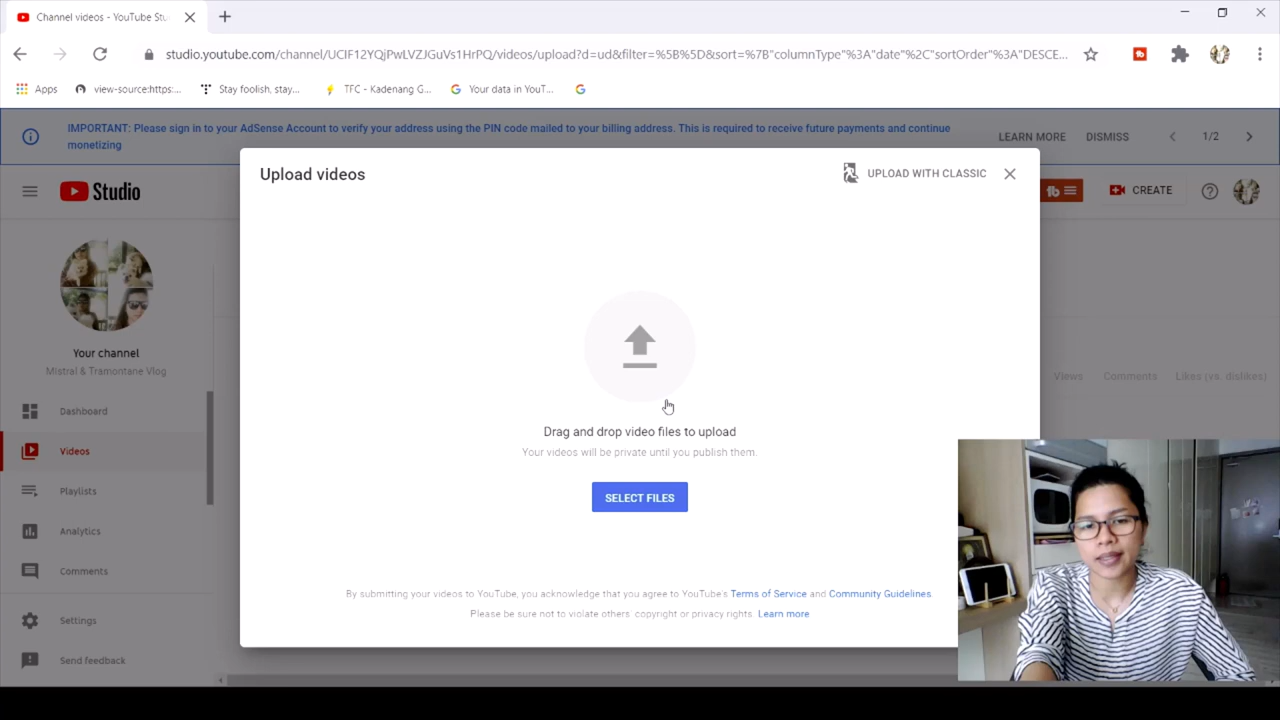 Channel videos - YouTube Stu
studio.youtube.com/channel/UCIF12YQjPwLVZJGuVs1HrPQ/videos/upload?d=ud&filter=%5B%5D&sort=%7B"columnType"%3A"date"%2C"sortOrder"%3A"DESCE...
Apps
view-source:https:...
Stay foolish, stay...
TFC - Kadenang G...
Your data in YouT...
IMPORTANT: Please sign in to your AdSense Account to verify your address using the PIN code mailed to your billing address. This is required to receive future payments and continue
monetizing
LEARN MORE
DISMISS
1/2
Studio
CREATE
Upload videos
UPLOAD WITH CLASSIC
Your channel
Mistral & Tramontane Vlog
Dashboard
Videos
Playlists
Analytics
Comments
Settings
Send feedback
Views
Comments
Likes (vs. dislikes)
Drag and drop video files to upload
Your videos will be private until you publish them.
SELECT FILES
By submitting your videos to YouTube, you acknowledge that you agree to YouTube's Terms of Service and Community Guidelines.
Please be sure not to violate others' copyright or privacy rights. Learn more